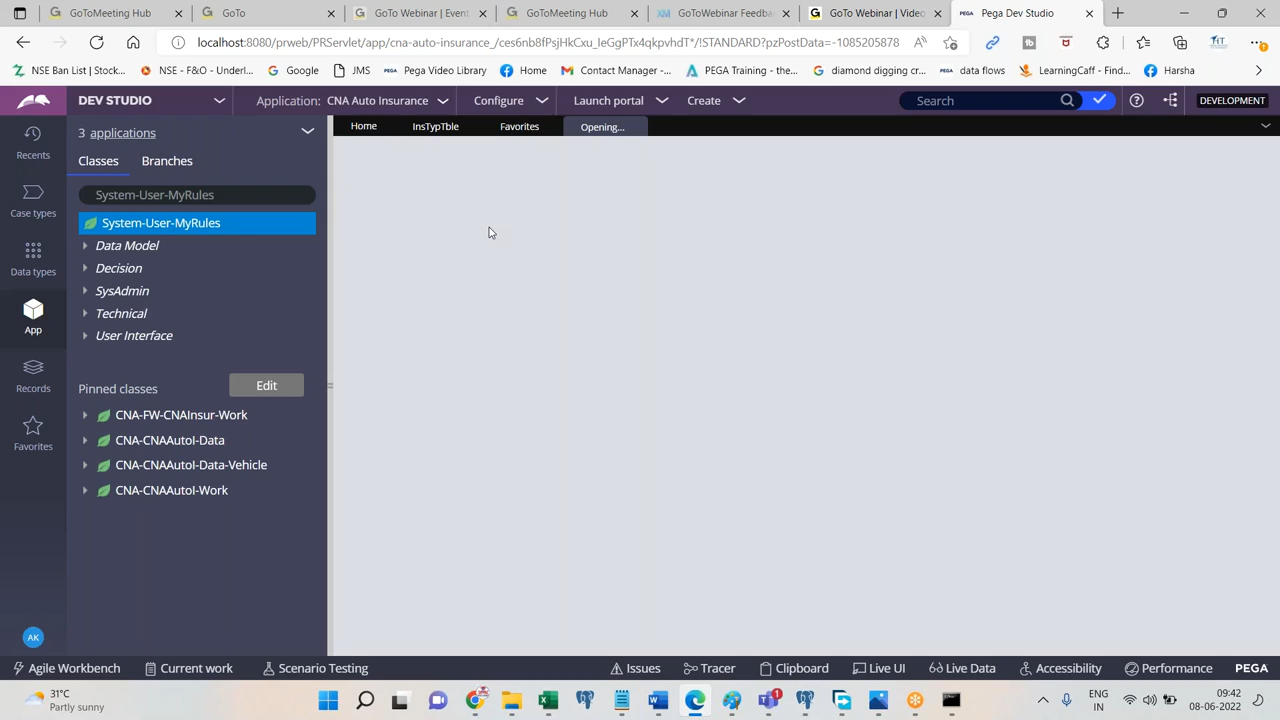 GoToMeeting Hub
GoTo
GoTo Webinar | Event
GoToMeeting Hub
GoToWebinar Feedba
GoTo Webinar | Video
Pega Dev Studio
localhost:8080/prweb/PRServlet/app/cna-auto-insurance_/ces6nb8fPsjHkCxu_IeGgPTx4qkpvhdT*/!STANDARD?pzPostData=-1085205878
NSE Ban List | Stock...
NSE - F&O - Underl...
Google
JMS
Pega Video Library
Home
Contact Manager -...
PEGA Training - the...
diamond digging cr...
data flows
LearningCaff - Find...
Harsha
DEV STUDIO
Application: CNA Auto Insurance
Configure
Launch portal
Create
Search
DEVELOPMENT
Recents
Case types
Data types
App
Records
Favorites
AK
3 applications
Classes
Branches
System-User-MyRules
System-User-MyRules
Data Model
Decision
SysAdmin
Technical
User Interface
Pinned classes
Edit
CNA-FW-CNAInsur-Work
CNA-CNAAutoI-Data
CNA-CNAAutoI-Data-Vehicle
CNA-CNAAutoI-Work
Home
InsTypTble
Favorites
Opening...
Agile Workbench
Current work
Scenario Testing
Issues
Tracer
Clipboard
Live UI
Live Data
Accessibility
Performance
PEGA
31°C
Partly sunny
ENG
IN
09:42
08-06-2022